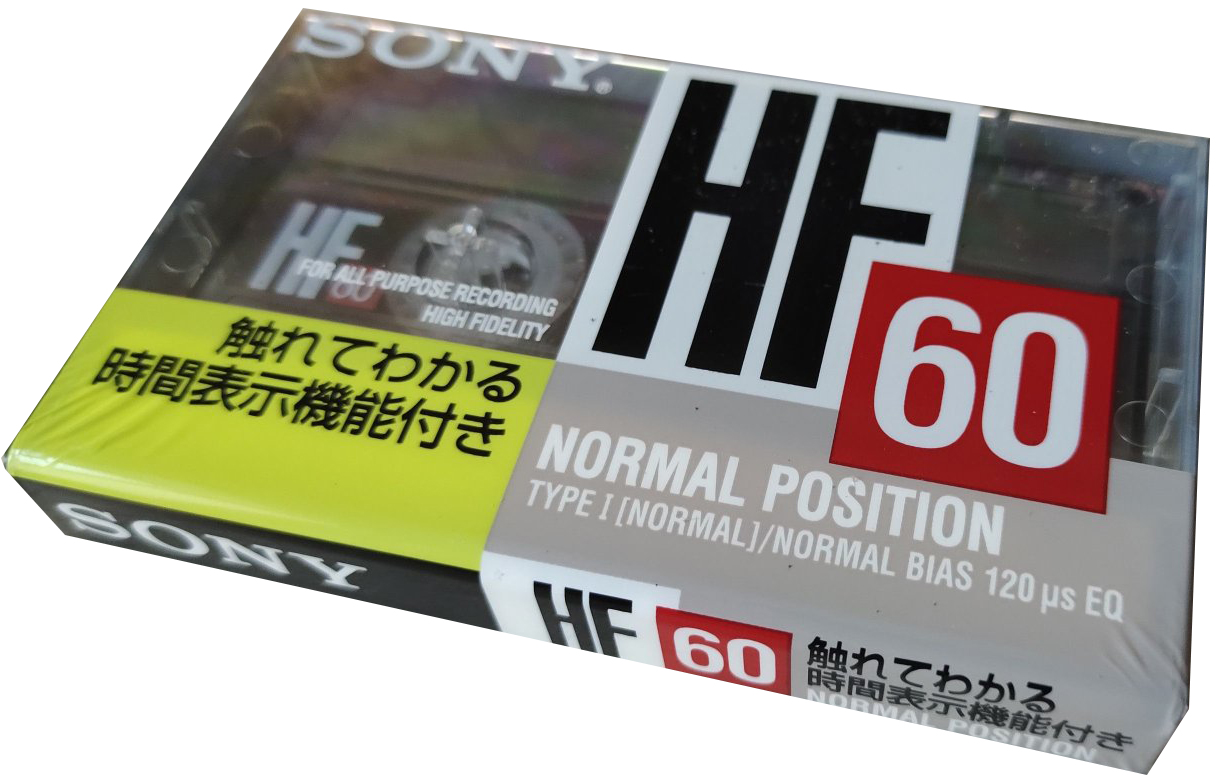 SONY®
HF
60
HF
60
FOR ALL PURPOSE RECORDING
HIGH FIDELITY
触れてわかる
時間表示機能付き
NORMAL POSITION
TYPE I [NORMAL]/NORMAL BIAS 120 µs EQ
SONY
HF
60
触れてわかる
時間表示機能付き
NORMAL POSITION